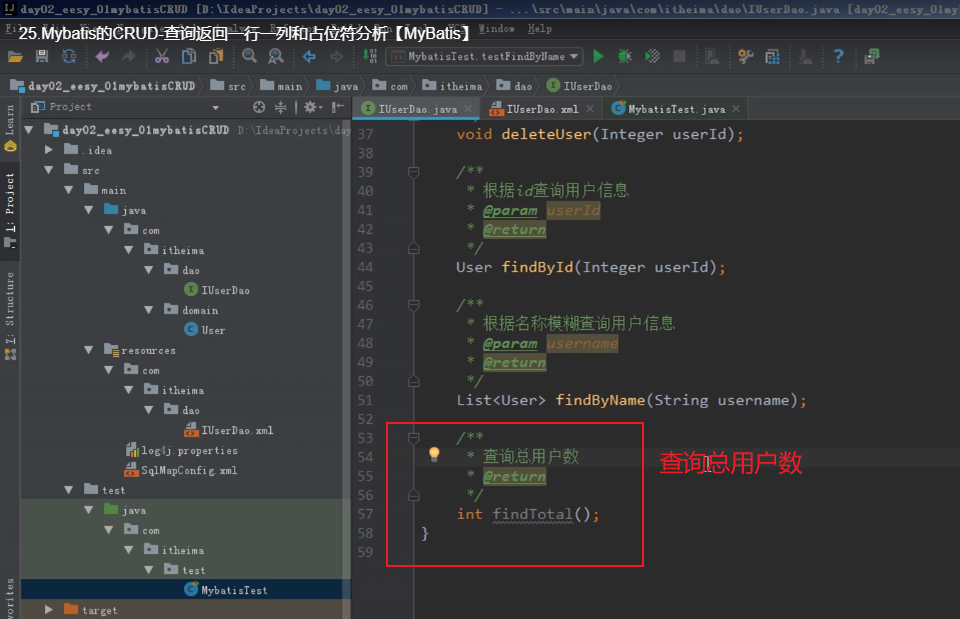 day02_eesy_01mybatisCRUD [D:\IdeaProjects\day02_eesy_01mybatisCRUD] - ...\src\main\java\com\itheima\dao\IUserDao.java [day02_eesy_01my
25.Mybatis的CRUD-查询返回一行一列和占位符分析【MyBatis】
Window Help
MybatisTest.testFindByName
day02_eesy_01mybatisCRUD src main java com itheima dao IUserDao
Project
IUserDao.java × IUserDao.xml × MybatisTest.java ×
Learn
1: Project
7: Structure
vorites
day02_eesy_01mybatisCRUD D:\IdeaProjects\day
.idea
src
main
java
com
itheima
dao
IUserDao
domain
User
resources
com
itheima
dao
IUserDao.xml
log4j.properties
SqlMapConfig.xml
test
java
com
itheima
test
MybatisTest
target
37 void deleteUser(Integer userId);
38
39 /**
40 * 根据id查询用户信息
41 * @param userId
42 * @return
43 */
44 User findById(Integer userId);
45
46 /**
47 * 根据名称模糊查询用户信息
48 * @param username
49 * @return
50 */
51 List<User> findByName(String username);
52
53 /**
54 * 查询总用户数
55 * @return
56 */
57 int findTotal();
58 }
59
查询总用户数